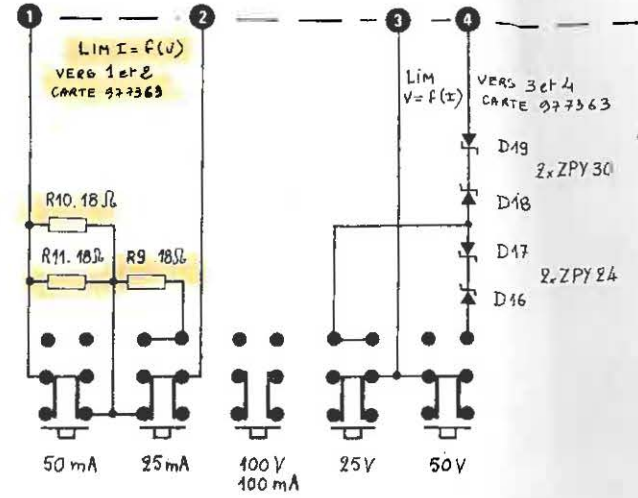 1 2 3 4
LIM I = f(U)
VERS 1 et 2
CARTE 977363
LIM
V = f(I)
VERS 3 et 4
CARTE 977363
D19
2x ZPY 30
D18
R10. 18Ω
R11. 18Ω R9 18Ω
D17
2x ZPY 24
D16
50 mA 25 mA 100 V 25V 50V
100 mA